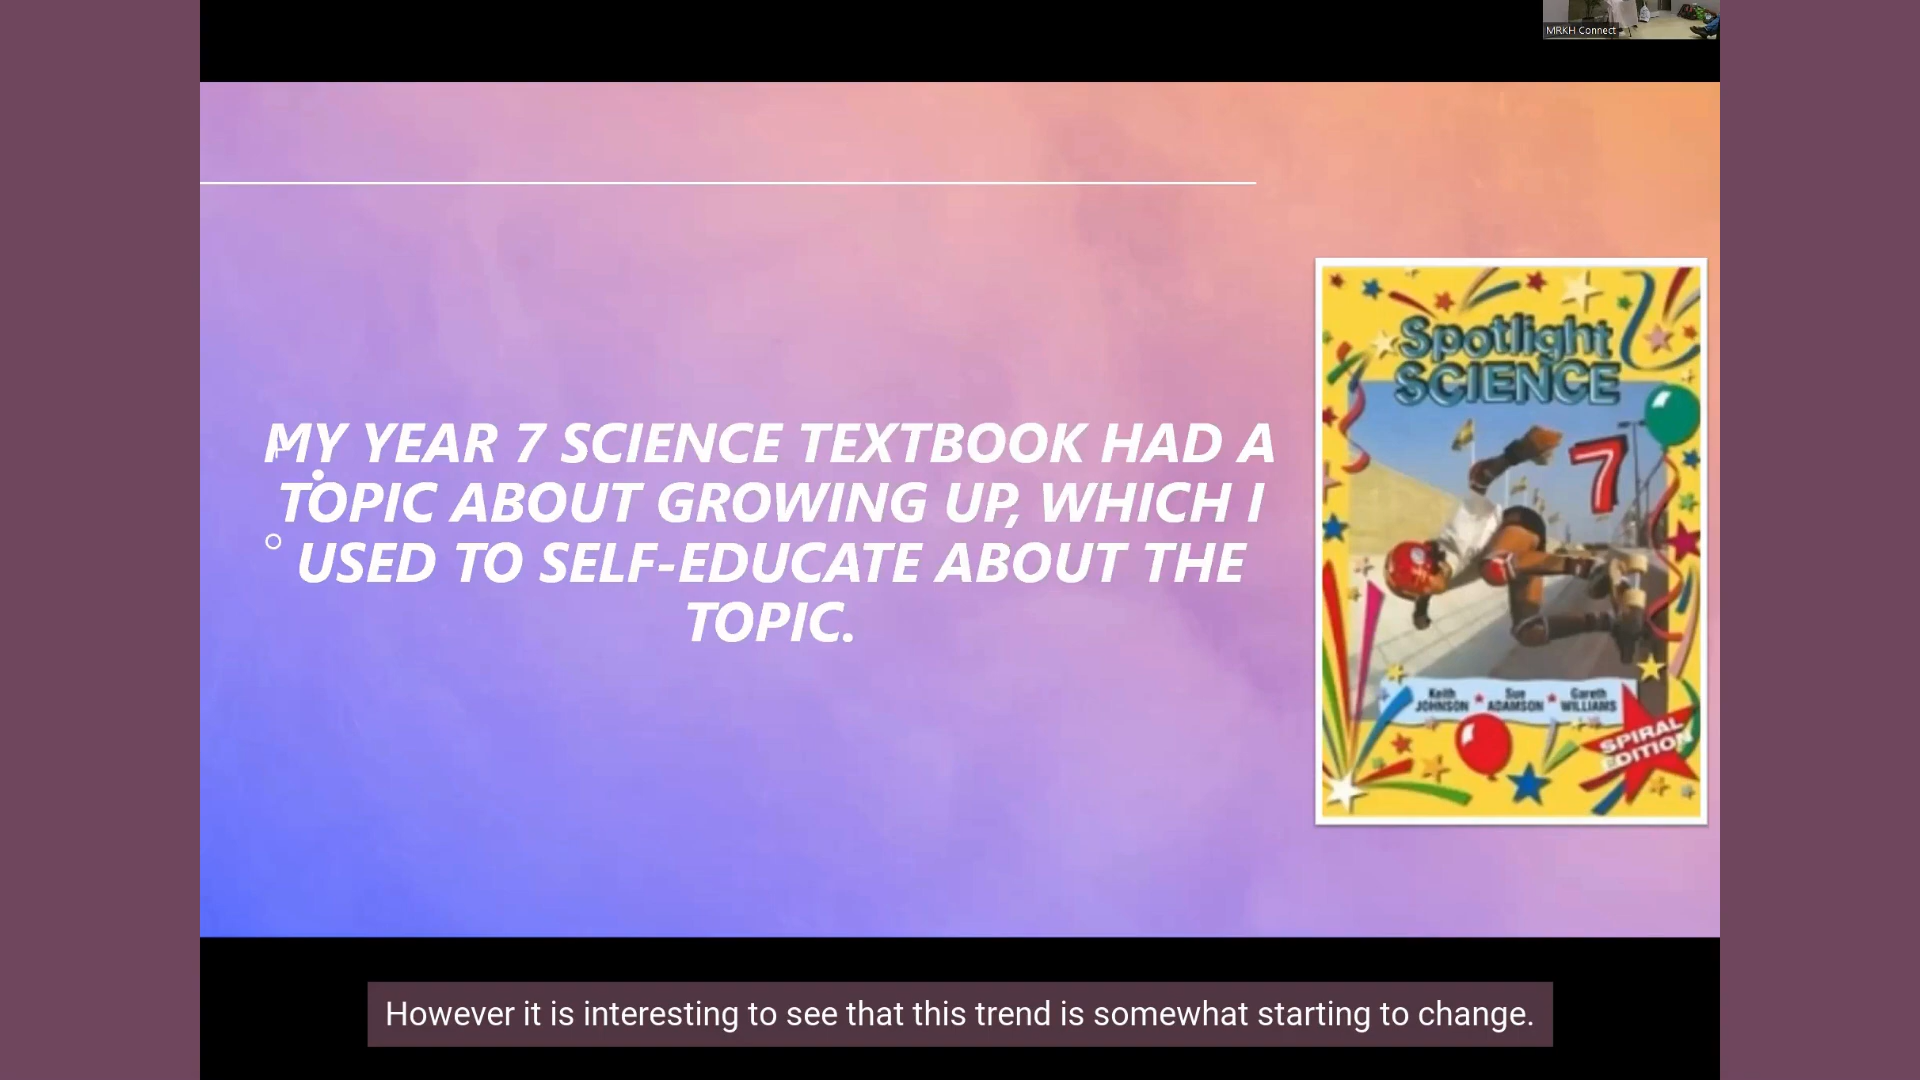 MRKH Connect
MY YEAR 7 SCIENCE TEXTBOOK HAD A
TOPIC ABOUT GROWING UP, WHICH I
USED TO SELF-EDUCATE ABOUT THE
TOPIC.
Spotlight
SCIENCE
7
Keith JOHNSON * Sue ADAMSON * Gareth WILLIAMS
SPIRAL
EDITION
However it is interesting to see that this trend is somewhat starting to change.